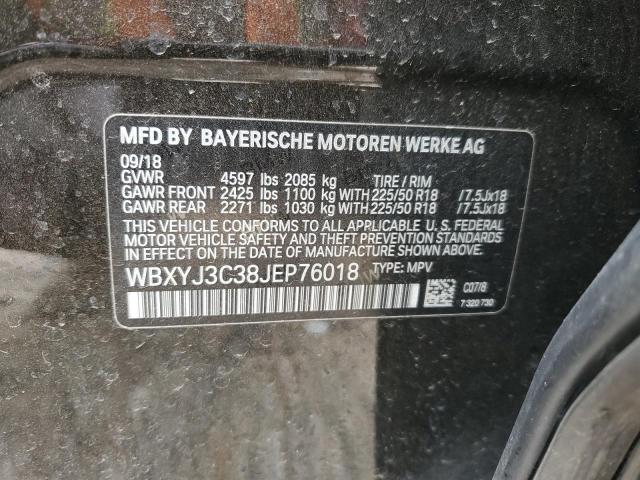 MFD BY BAYERISCHE MOTOREN WERKE AG
09/18
GVWR 4597 lbs 2085 kg TIRE / RIM
GAWR FRONT 2425 lbs 1100 kg WITH 225/50 R18 /7.5Jx18
GAWR REAR 2271 lbs 1030 kg WITH 225/50 R18 /7.5Jx18
THIS VEHICLE CONFORMS TO ALL APPLICABLE U. S. FEDERAL
MOTOR VEHICLE SAFETY AND THEFT PREVENTION STANDARDS
IN EFFECT ON THE DATE OF MANUFACTURE SHOWN ABOVE.
WBXYJ3C38JEP76018 TYPE: MPV
C07/8
7 320 730